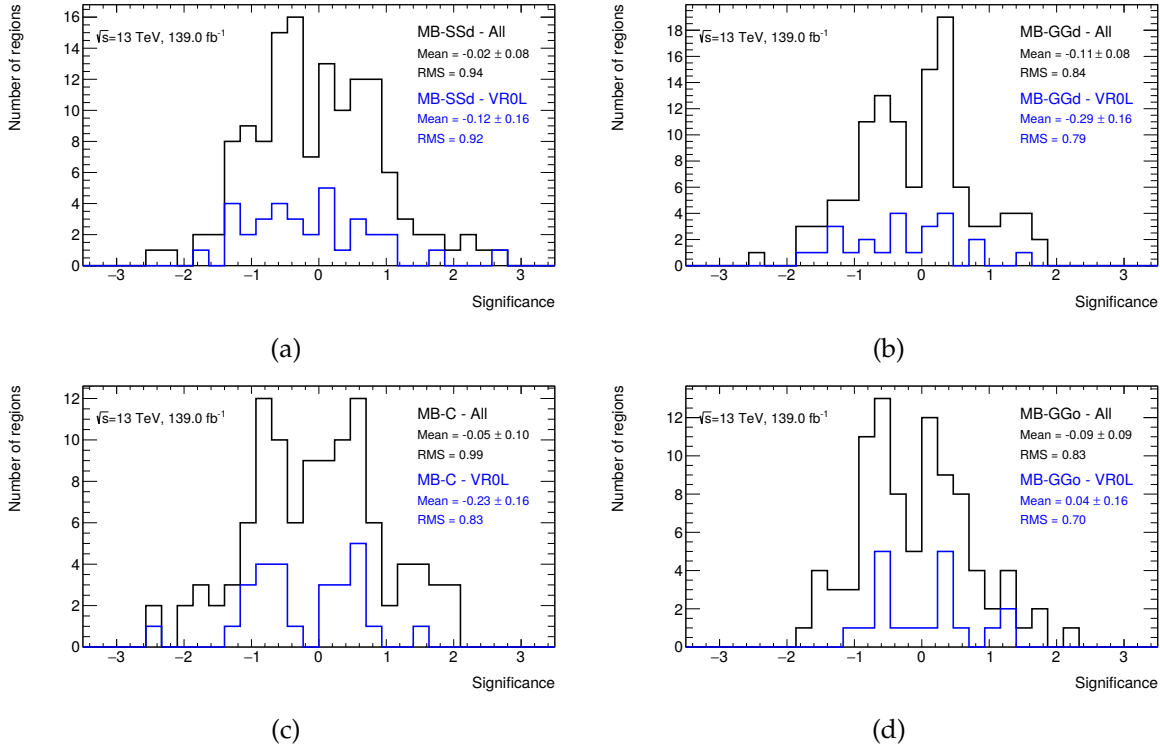 Number of regions
16
14
12
10
8
6
4
2
0
√s=13 TeV, 139.0 fb-1
MB-SSd - All
Mean = -0.02 ± 0.08
RMS = 0.94
MB-SSd - VR0L
Mean = -0.12 ± 0.16
RMS = 0.92
−3 −2 −1 0 1 2 3
Significance
(a)
Number of regions
18
16
14
12
10
8
6
4
2
0
√s=13 TeV, 139.0 fb-1
MB-GGd - All
Mean = -0.11 ± 0.08
RMS = 0.84
MB-GGd - VR0L
Mean = -0.29 ± 0.16
RMS = 0.79
−3 −2 −1 0 1 2 3
Significance
(b)
Number of regions
12
10
8
6
4
2
0
√s=13 TeV, 139.0 fb-1
MB-C - All
Mean = -0.05 ± 0.10
RMS = 0.99
MB-C - VR0L
Mean = -0.23 ± 0.16
RMS = 0.83
−3 −2 −1 0 1 2 3
Significance
(c)
Number of regions
12
10
8
6
4
2
0
√s=13 TeV, 139.0 fb-1
MB-GGo - All
Mean = -0.09 ± 0.09
RMS = 0.83
MB-GGo - VR0L
Mean = 0.04 ± 0.16
RMS = 0.70
−3 −2 −1 0 1 2 3
Significance
(d)